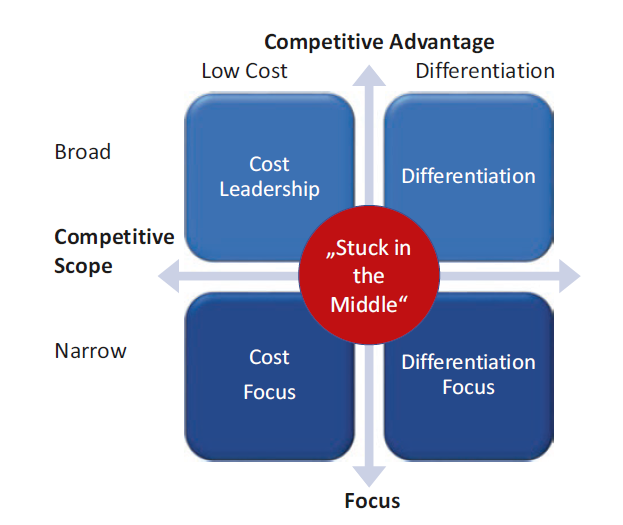 Competitive Advantage
Low Cost
Differentiation
Broad
Cost
Leadership
Differentiation
Competitive
Scope
„Stuck in
the
Middle“
Narrow
Cost
Focus
Differentiation
Focus
Focus